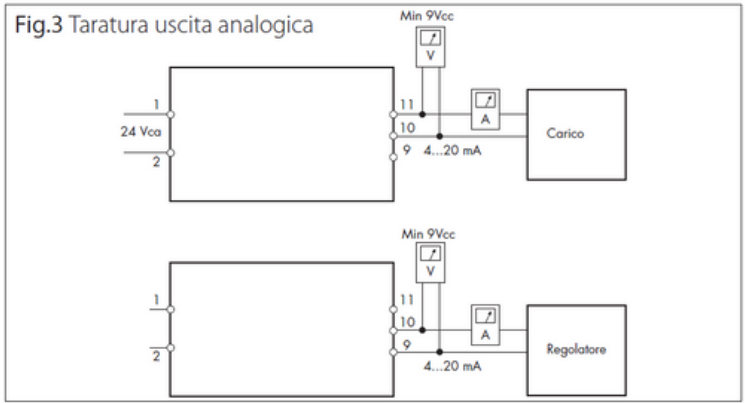 Fig.3 Taratura uscita analogica
Min 9Vcc
V
1
11
A
24 Vca
10
Carico
2
9 4...20 mA
Min 9Vcc
V
1
11
10
A
2
9
Regolatore
4...20 mA